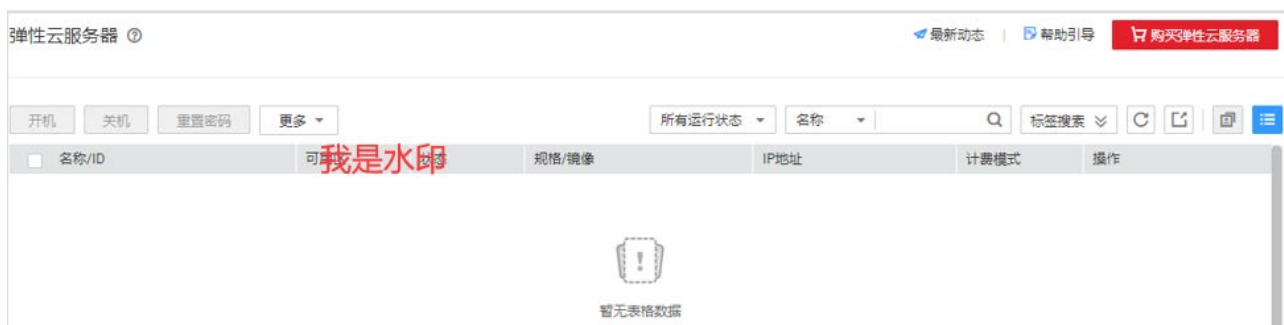 弹性云服务器
最新动态 | 帮助引导 购买弹性云服务器
开机 关机 重置密码 更多 所有运行状态 名称 标签搜索
名称/ID 状态 规格/镜像 IP地址 计费模式 操作
我是水印
暂无表格数据